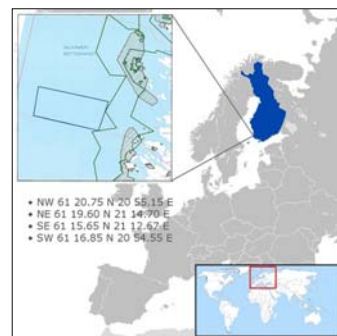 • NW 61 20.75 N 20 55.15 E
• NE 61 19.60 N 21 14.70 E
• SE 61 15.65 N 21 12.67 E
• SW 61 16.85 N 20 54.55 E